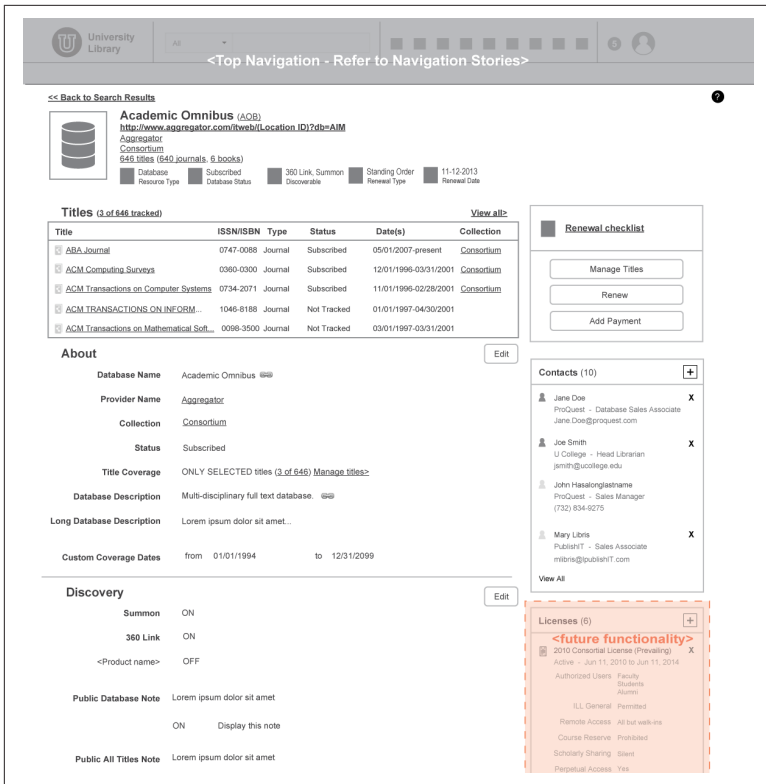 University
Library
All
S
<Top Navigation - Refer to Navigation Stories>
<< Back to Search Results
?
Academic Omnibus (AOB)
http://www.aggregator.com/itweb/(Location ID)?db=AIM
Aggregator
Consortium
646 titles (640 journals, 6 books)
Database
Resource Type
Subscribed
Database Status
360 Link, Summon
Discoverable
Standing Order
Renewal Type
11-12-2013
Renewal Date
Titles (3 of 646 tracked) View all>
Title ISSN/ISBN Type Status Date(s) Collection
ABA Journal 0747-0088 Journal Subscribed 05/01/2007-present Consortium
ACM Computing Surveys 0360-0300 Journal Subscribed 12/01/1996-03/31/2001 Consortium
ACM Transactions on Computer Systems 0734-2071 Journal Subscribed 11/01/1996-02/28/2001 Consortium
ACM TRANSACTIONS ON INFORM... 1046-8188 Journal Not Tracked 01/01/1997-04/30/2001
ACM Transactions on Mathematical Soft... 0098-3500 Journal Not Tracked 03/01/1997-03/31/2001
About Edit
Database Name Academic Omnibus
Provider Name Aggregator
Collection Consortium
Status Subscribed
Title Coverage ONLY SELECTED titles (3 of 646) Manage titles>
Database Description Multi-disciplinary full text database.
Long Database Description Lorem ipsum dolor sit amet...
Custom Coverage Dates from 01/01/1994 to 12/31/2099
Discovery Edit
Summon ON
360 Link ON
<Product name> OFF
Public Database Note Lorem ipsum dolor sit amet
ON Display this note
Public All Titles Note Lorem ipsum dolor sit amet
Renewal checklist
Manage Titles
Renew
Add Payment
Contacts (10) +
Jane Doe X
ProQuest - Database Sales Associate
Jane.Doe@proquest.com
Joe Smith X
U College - Head Librarian
jsmith@ucollege.edu
John Hasalonglastname
ProQuest - Sales Manager
(732) 834-9275
Mary Libris X
PublishIT - Sales Associate
mlibris@IpublishIT.com
View All
Licenses (6) +
<future functionality>
2010 Consortial License (Prevailing) X
Active - Jun 11, 2010 to Jun 11, 2014
Authorized Users Faculty
Students
Alumni
ILL General Permitted
Remote Access All but walk-ins
Course Reserve Prohibited
Scholarly Sharing Silent
Perpetual Access Yes